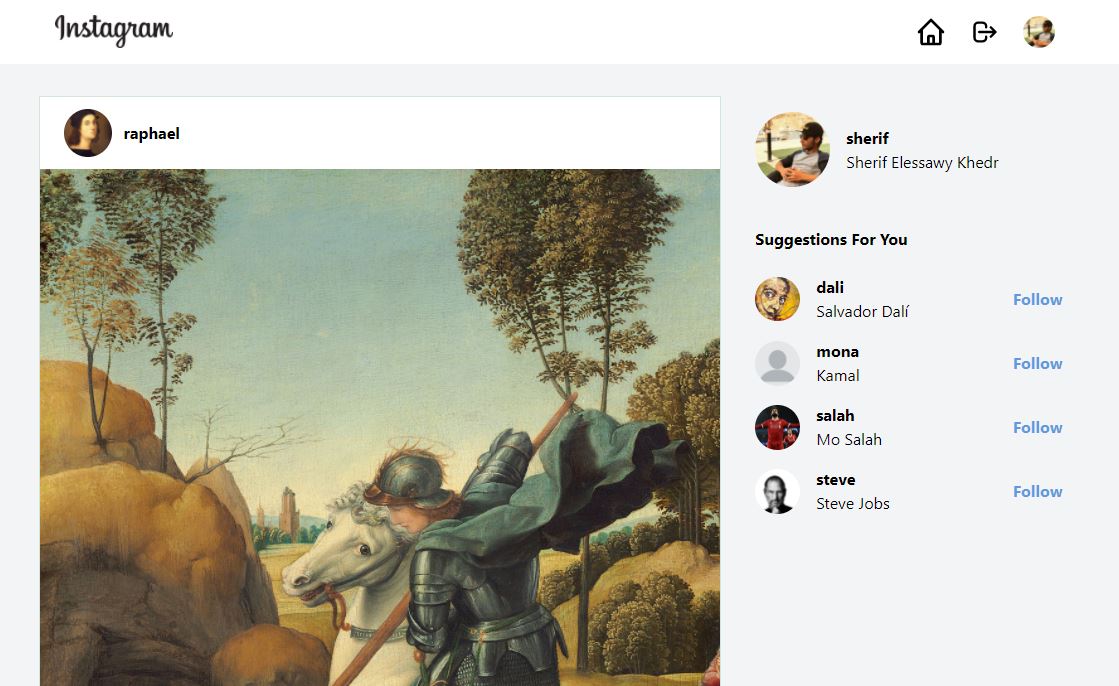 Instagram
raphael
sherif
Sherif Elessawy Khedr
Suggestions For You
dali
Salvador Dalí
Follow
mona
Kamal
Follow
salah
Mo Salah
Follow
steve
Steve Jobs
Follow